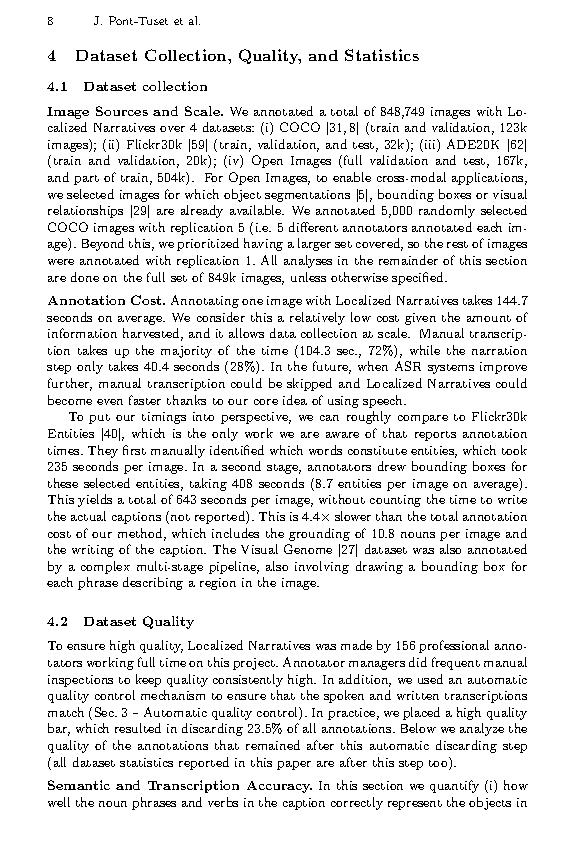 8 J. Pont-Tuset et al.
4 Dataset Collection, Quality, and Statistics
4.1 Dataset collection
Image Sources and Scale. We annotated a total of 848,749 images with Lo-
calized Narratives over 4 datasets: (i) COCO [31,8] (train and validation, 123k
images); (ii) Flickr30k [59] (train, validation, and test, 32k); (iii) ADE20K [62]
(train and validation, 20k); (iv) Open Images (full validation and test, 167k,
and part of train, 504k). For Open Images, to enable cross-modal applications,
we selected images for which object segmentations [5], bounding boxes or visual
relationships [29] are already available. We annotated 5,000 randomly selected
COCO images with replication 5 (i.e. 5 different annotators annotated each im-
age). Beyond this, we prioritized having a larger set covered, so the rest of images
were annotated with replication 1. All analyses in the remainder of this section
are done on the full set of 849k images, unless otherwise specified.
Annotation Cost. Annotating one image with Localized Narratives takes 144.7
seconds on average. We consider this a relatively low cost given the amount of
information harvested, and it allows data collection at scale. Manual transcrip-
tion takes up the majority of the time (104.3 sec., 72%), while the narration
step only takes 40.4 seconds (28%). In the future, when ASR systems improve
further, manual transcription could be skipped and Localized Narratives could
become even faster thanks to our core idea of using speech.
To put our timings into perspective, we can roughly compare to Flickr30k
Entities [40], which is the only work we are aware of that reports annotation
times. They first manually identified which words constitute entities, which took
235 seconds per image. In a second stage, annotators drew bounding boxes for
these selected entities, taking 408 seconds (8.7 entities per image on average).
This yields a total of 643 seconds per image, without counting the time to write
the actual captions (not reported). This is 4.4× slower than the total annotation
cost of our method, which includes the grounding of 10.8 nouns per image and
the writing of the caption. The Visual Genome [27] dataset was also annotated
by a complex multi-stage pipeline, also involving drawing a bounding box for
each phrase describing a region in the image.
4.2 Dataset Quality
To ensure high quality, Localized Narratives was made by 156 professional anno-
tators working full time on this project. Annotator managers did frequent manual
inspections to keep quality consistently high. In addition, we used an automatic
quality control mechanism to ensure that the spoken and written transcriptions
match (Sec. 3 – Automatic quality control). In practice, we placed a high quality
bar, which resulted in discarding 23.5% of all annotations. Below we analyze the
quality of the annotations that remained after this automatic discarding step
(all dataset statistics reported in this paper are after this step too).
Semantic and Transcription Accuracy. In this section we quantify (i) how
well the noun phrases and verbs in the caption correctly represent the objects in